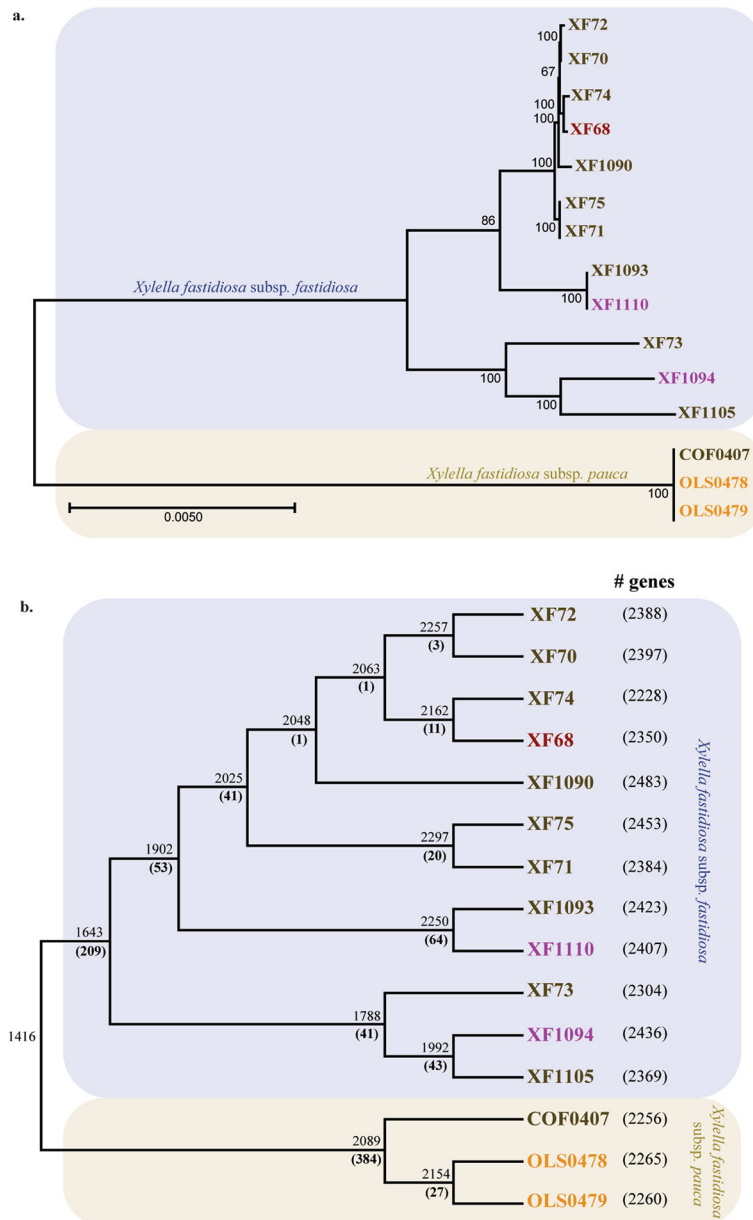 a.
100
XF72
XF70
67
XF74
100
100
XF68
100
XF1090
XF75
100
XF71
86
XF1093
100
XF1110
Xylella fastidiosa subsp. fastidiosa
XF73
100
XF1094
100
XF1105
COF0407
Xylella fastidiosa subsp. pauca
100
OLS0478
OLS0479
0.0050
b.
# genes
XF72 (2388)
2257
(3)
XF70 (2397)
2063
(1)
XF74 (2228)
2162
(11)
XF68 (2350)
2048
(1)
XF1090 (2483)
2025
(41)
XF75 (2453)
2297
(20)
XF71 (2384)
1902
(53)
XF1093 (2423)
2250
(64)
XF1110 (2407)
1643
(209)
XF73 (2304)
1788
(41)
XF1094 (2436)
1992
(43)
XF1105 (2369)
Xylella fastidiosa subsp. fastidiosa
1416
COF0407 (2256)
2089
(384)
OLS0478 (2265)
2154
(27)
OLS0479 (2260)
Xylella fastidiosa
subsp. pauca